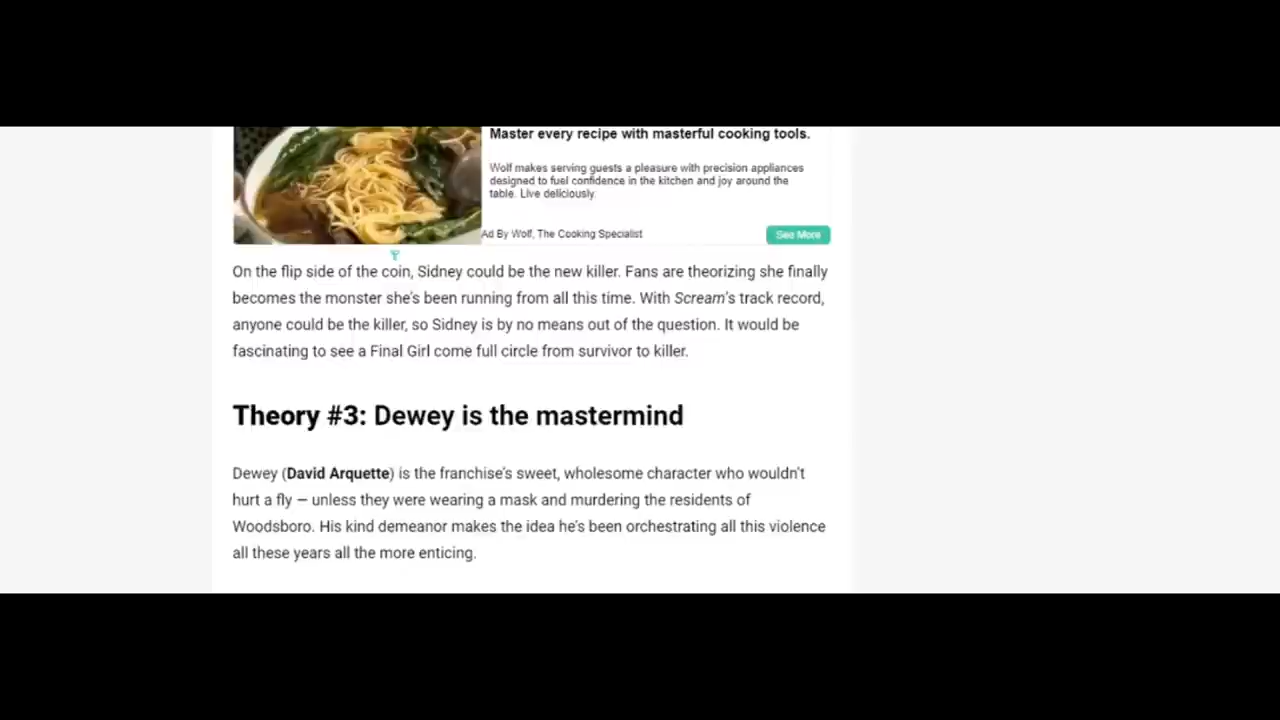 Master every recipe with masterful cooking tools.
Wolf makes serving guests a pleasure with precision appliances
designed to fuel confidence in the kitchen and joy around the
table. Live deliciously.
Ad By Wolf, The Cooking Specialist
See More
On the flip side of the coin, Sidney could be the new killer. Fans are theorizing she finally
becomes the monster she's been running from all this time. With Scream's track record,
anyone could be the killer, so Sidney is by no means out of the question. It would be
fascinating to see a Final Girl come full circle from survivor to killer.
Theory #3: Dewey is the mastermind
Dewey (David Arquette) is the franchise's sweet, wholesome character who wouldn't
hurt a fly — unless they were wearing a mask and murdering the residents of
Woodsboro. His kind demeanor makes the idea he's been orchestrating all this violence
all these years all the more enticing.